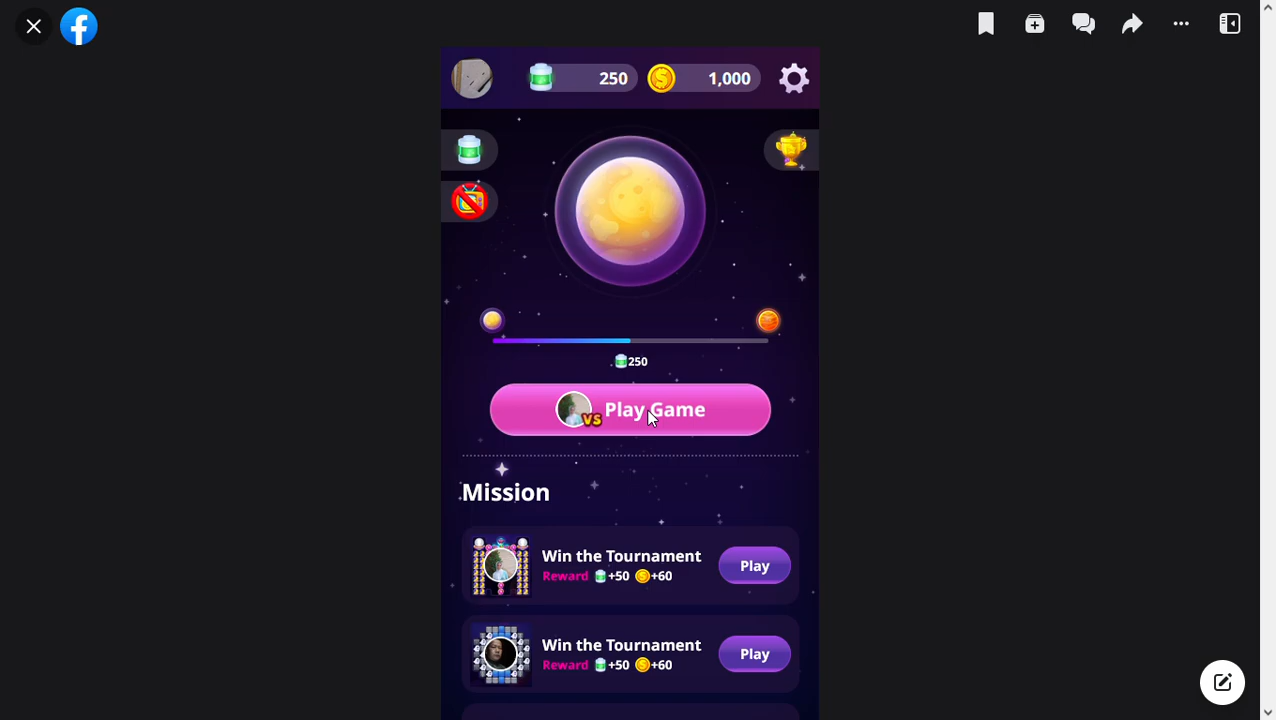 250
1,000
250
VS Play Game
Mission
Win the Tournament
Reward +50 +60
Play
Win the Tournament
Reward +50 +60
Play